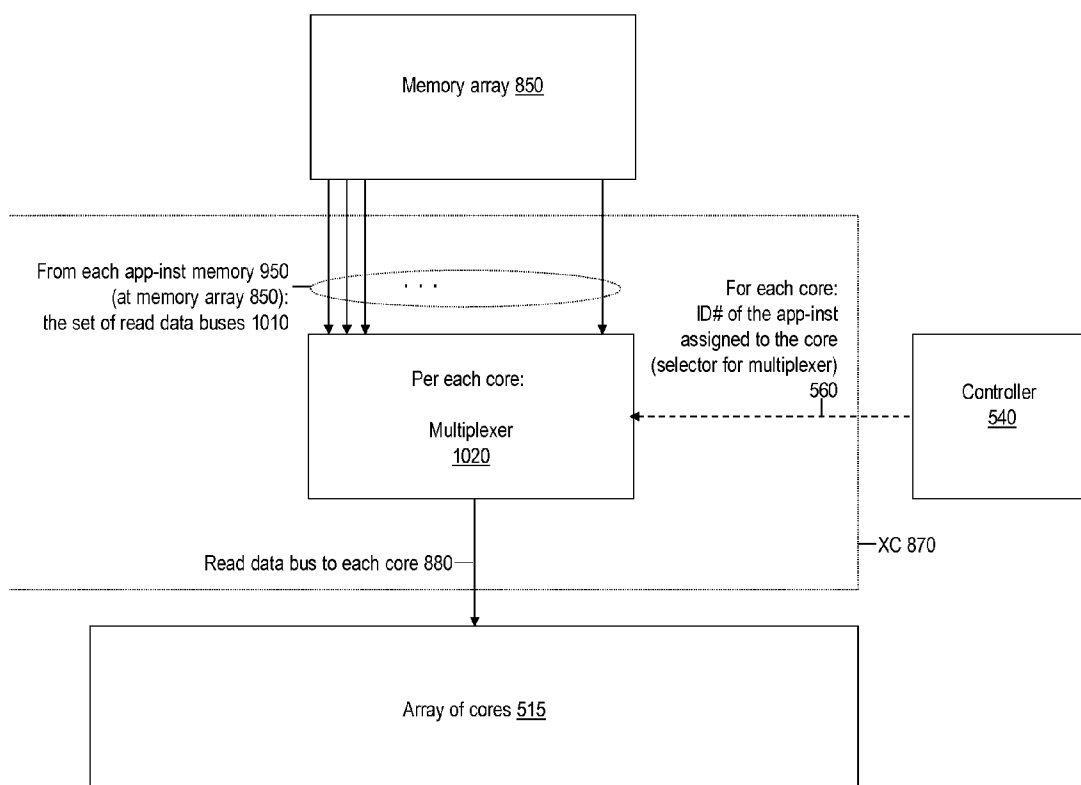 Memory array 850
From each app-inst memory 950
(at memory array 850):
the set of read data buses 1010
. . .
For each core:
ID# of the app-inst
assigned to the core
(selector for multiplexer)
560
Per each core:
Multiplexer
1020
Controller
540
XC 870
Read data bus to each core 880
Array of cores 515